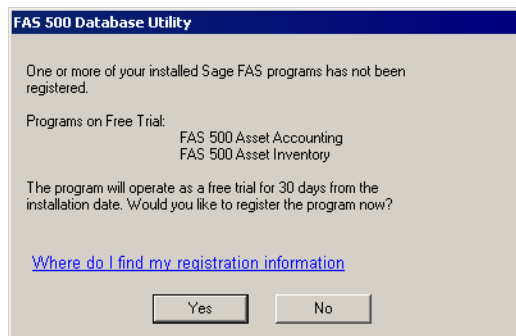 FAS 500 Database Utility
One or more of your installed Sage FAS programs has not been
registered.
Programs on Free Trial:
FAS 500 Asset Accounting
FAS 500 Asset Inventory
The program will operate as a free trial for 30 days from the
installation date. Would you like to register the program now?
Where do I find my registration information
Yes
No